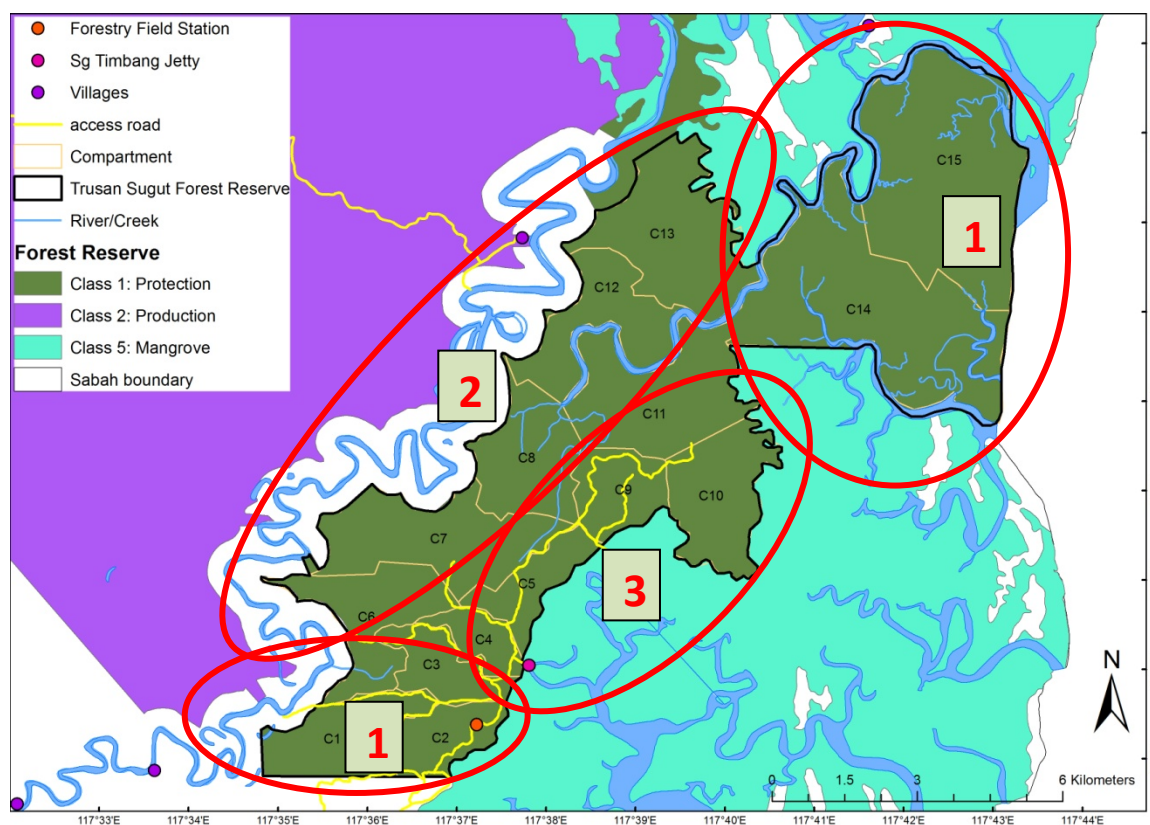 Forestry Field Station
Sg Timbang Jetty
Villages
access road
Compartment
Trusan Sugut Forest Reserve
River/Creek
Forest Reserve
Class 1: Protection
Class 2: Production
Class 5: Mangrove
Sabah boundary
C15
1
C13
C12
C14
2
C11
C8
C9
C10
C7
C5
3
C6
C4
C3
N
C1
1
C2
0 1.5 3 6 Kilometers
117°33'E 117°34'E 117°35'E 117°36'E 117°37'E 117°38'E 117°39'E 117°40'E 117°41'E 117°42'E 117°43'E 117°44'E